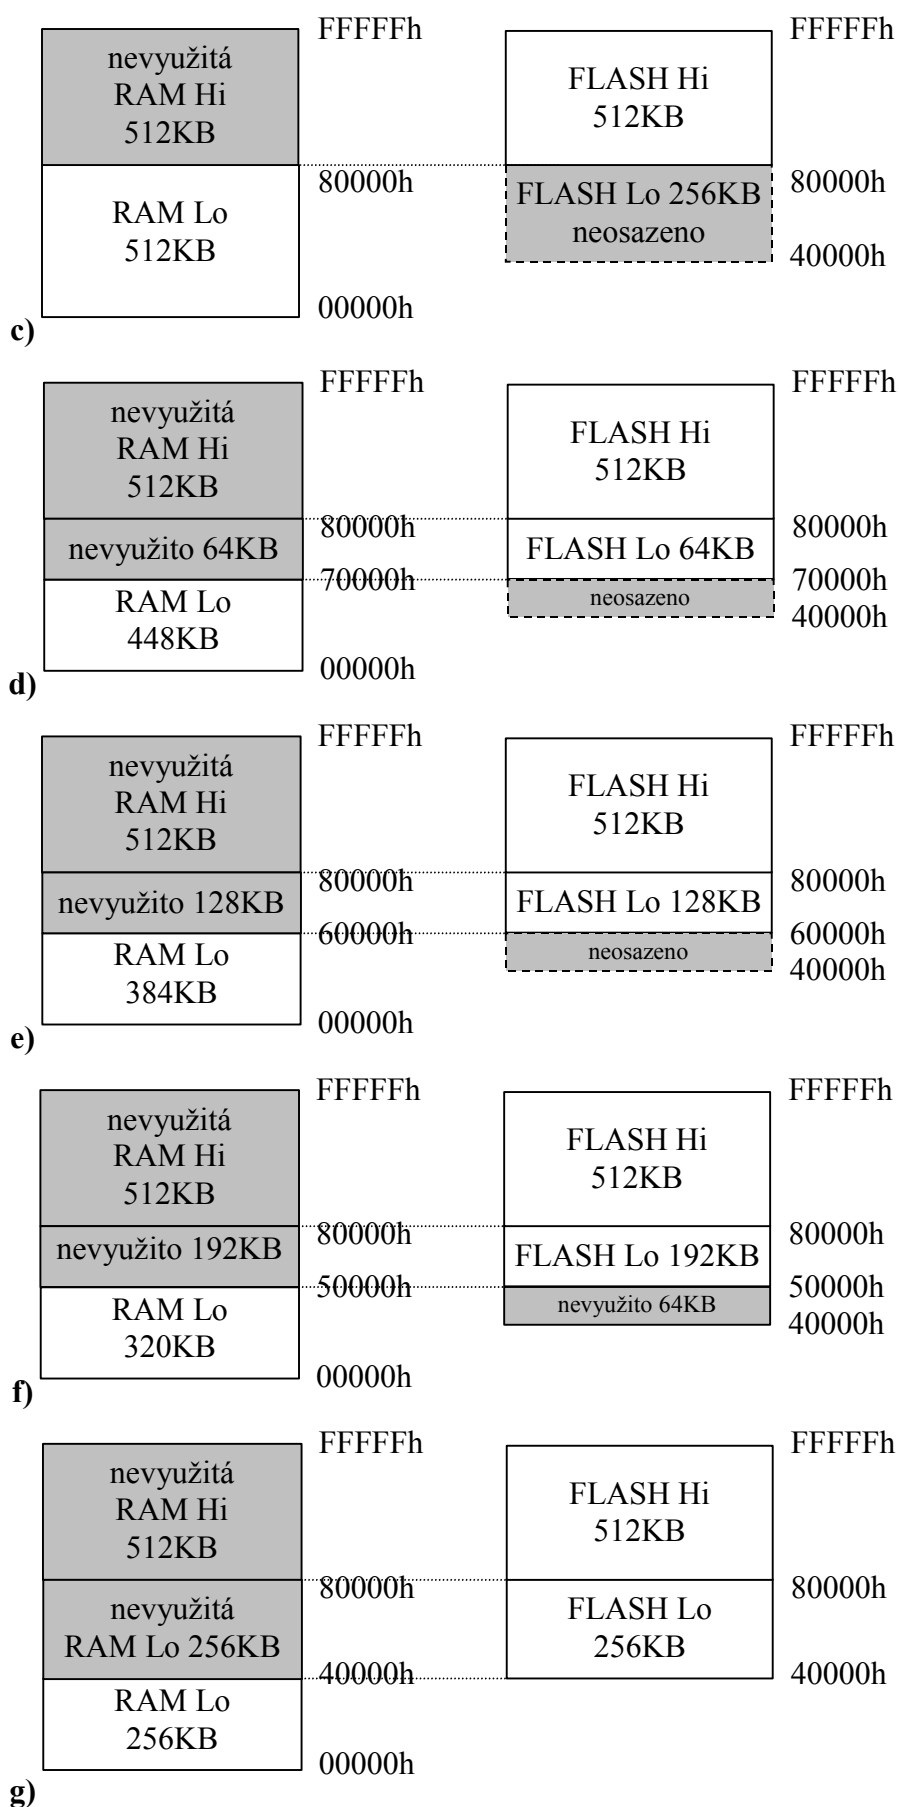 FFFFFh
FFFFFh
nevyužitá
RAM Hi
512KB
FLASH Hi
512KB
80000h
80000h
RAM Lo
512KB
FLASH Lo 256KB
neosazeno
40000h
00000h
c)
FFFFFh
FFFFFh
nevyužitá
RAM Hi
512KB
FLASH Hi
512KB
80000h
80000h
nevyužito 64KB
FLASH Lo 64KB
70000h
70000h
RAM Lo
448KB
neosazeno
40000h
00000h
d)
FFFFFh
FFFFFh
nevyužitá
RAM Hi
512KB
FLASH Hi
512KB
80000h
80000h
nevyužito 128KB
FLASH Lo 128KB
60000h
60000h
RAM Lo
384KB
neosazeno
40000h
00000h
e)
FFFFFh
FFFFFh
nevyužitá
RAM Hi
512KB
FLASH Hi
512KB
80000h
80000h
nevyužito 192KB
FLASH Lo 192KB
50000h
50000h
RAM Lo
320KB
nevyužito 64KB
40000h
00000h
f)
FFFFFh
FFFFFh
nevyužitá
RAM Hi
512KB
FLASH Hi
512KB
80000h
80000h
nevyužitá
RAM Lo 256KB
FLASH Lo
256KB
40000h
40000h
RAM Lo
256KB
00000h
g)